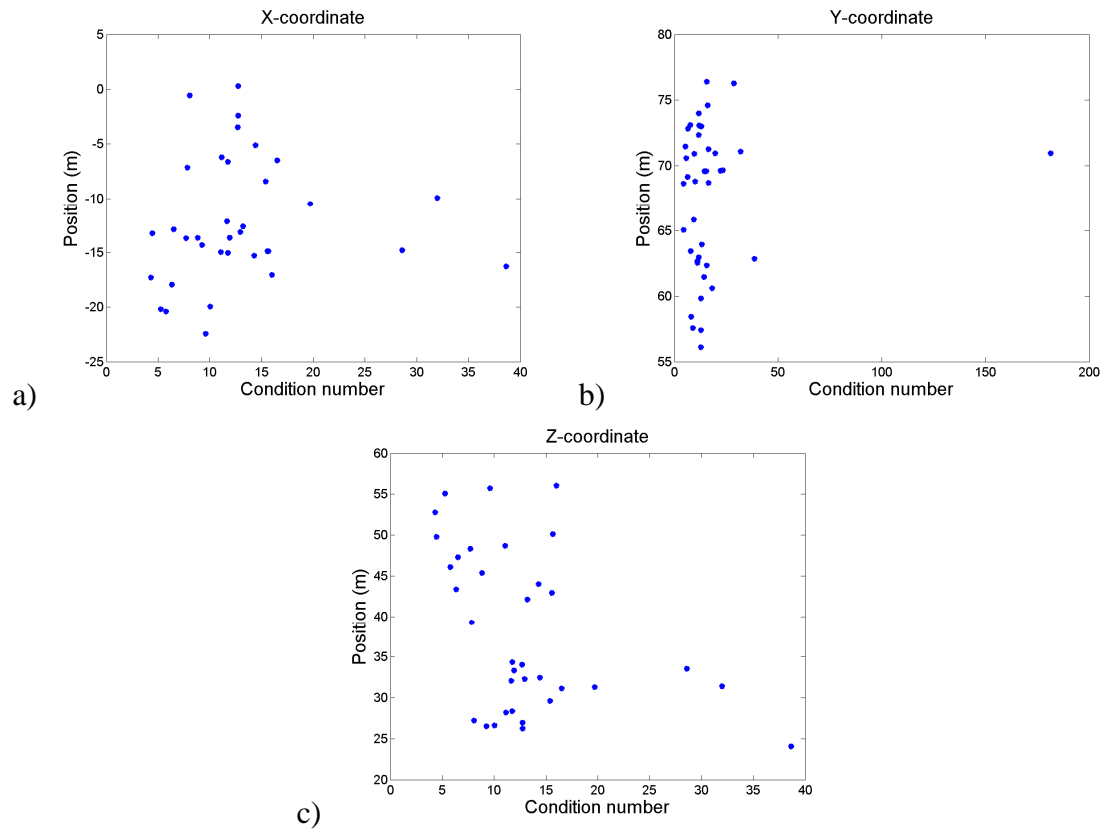 X-coordinate
5
0
-5
-10
-15
-20
-25
0 5 10 15 20 25 30 35 40
Position (m)
Condition number
a)
Y-coordinate
80
75
70
65
60
55
0 50 100 150 200
Position (m)
Condition number
b)
Z-coordinate
60
55
50
45
40
35
30
25
20
0 5 10 15 20 25 30 35 40
Position (m)
Condition number
c)